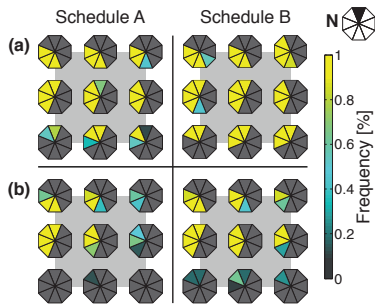 Schedule A
Schedule B
N
(a)
(b)
1
0.8
0.6
0.4
0.2
0
Frequency [%]